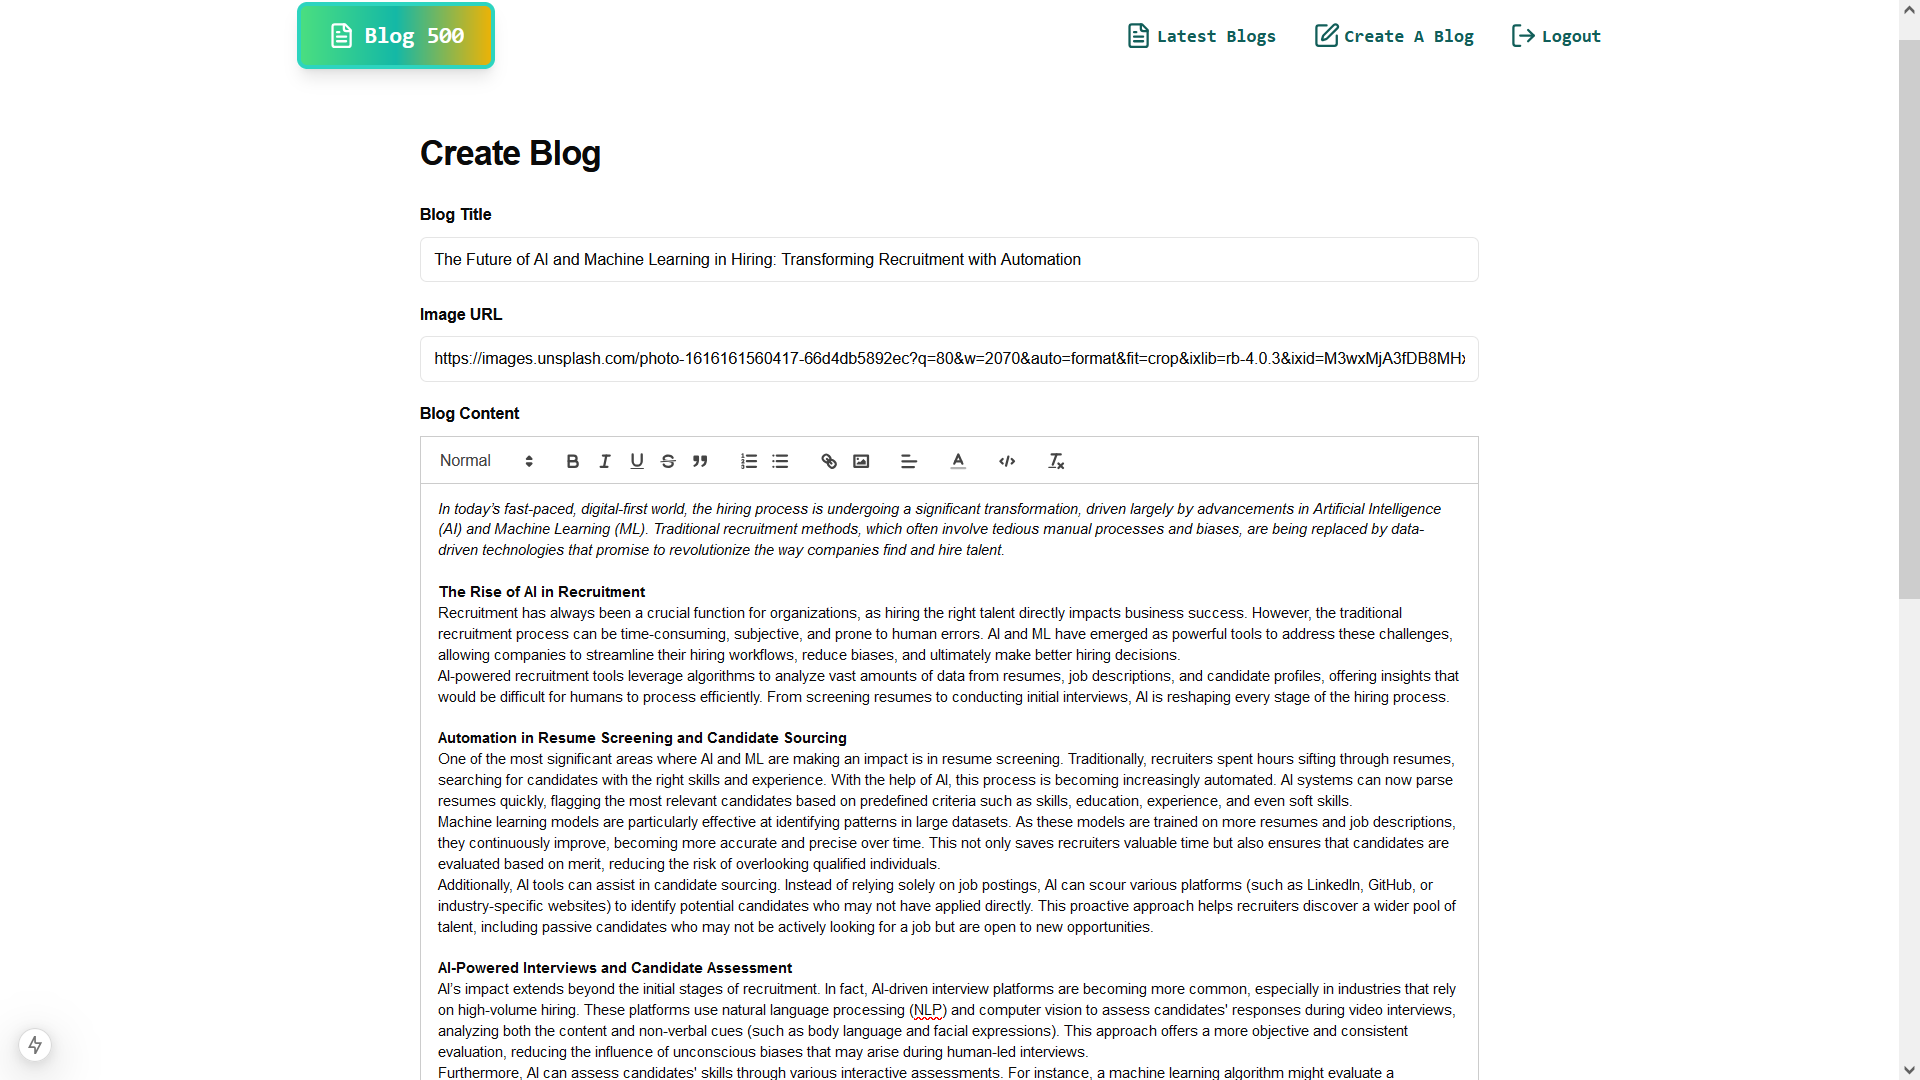 Blog 500
Latest Blogs
Create A Blog
Logout
Create Blog
Blog Title
The Future of AI and Machine Learning in Hiring: Transforming Recruitment with Automation
Image URL
https://images.unsplash.com/photo-1616161560417-66d4db5892ec?q=80&w=2070&auto=format&fit=crop&ixlib=rb-4.0.3&ixid=M3wxMjA3fDB8MHx
Blog Content
Normal
In today’s fast-paced, digital-first world, the hiring process is undergoing a significant transformation, driven largely by advancements in Artificial Intelligence
(AI) and Machine Learning (ML). Traditional recruitment methods, which often involve tedious manual processes and biases, are being replaced by data-
driven technologies that promise to revolutionize the way companies find and hire talent.
The Rise of AI in Recruitment
Recruitment has always been a crucial function for organizations, as hiring the right talent directly impacts business success. However, the traditional
recruitment process can be time-consuming, subjective, and prone to human errors. AI and ML have emerged as powerful tools to address these challenges,
allowing companies to streamline their hiring workflows, reduce biases, and ultimately make better hiring decisions.
AI-powered recruitment tools leverage algorithms to analyze vast amounts of data from resumes, job descriptions, and candidate profiles, offering insights that
would be difficult for humans to process efficiently. From screening resumes to conducting initial interviews, AI is reshaping every stage of the hiring process.
Automation in Resume Screening and Candidate Sourcing
One of the most significant areas where AI and ML are making an impact is in resume screening. Traditionally, recruiters spent hours sifting through resumes,
searching for candidates with the right skills and experience. With the help of AI, this process is becoming increasingly automated. AI systems can now parse
resumes quickly, flagging the most relevant candidates based on predefined criteria such as skills, education, experience, and even soft skills.
Machine learning models are particularly effective at identifying patterns in large datasets. As these models are trained on more resumes and job descriptions,
they continuously improve, becoming more accurate and precise over time. This not only saves recruiters valuable time but also ensures that candidates are
evaluated based on merit, reducing the risk of overlooking qualified individuals.
Additionally, AI tools can assist in candidate sourcing. Instead of relying solely on job postings, AI can scour various platforms (such as LinkedIn, GitHub, or
industry-specific websites) to identify potential candidates who may not have applied directly. This proactive approach helps recruiters discover a wider pool of
talent, including passive candidates who may not be actively looking for a job but are open to new opportunities.
AI-Powered Interviews and Candidate Assessment
AI’s impact extends beyond the initial stages of recruitment. In fact, AI-driven interview platforms are becoming more common, especially in industries that rely
on high-volume hiring. These platforms use natural language processing (NLP) and computer vision to assess candidates' responses during video interviews,
analyzing both the content and non-verbal cues (such as body language and facial expressions). This approach offers a more objective and consistent
evaluation, reducing the influence of unconscious biases that may arise during human-led interviews.
Furthermore, AI can assess candidates' skills through various interactive assessments. For instance, a machine learning algorithm might evaluate a